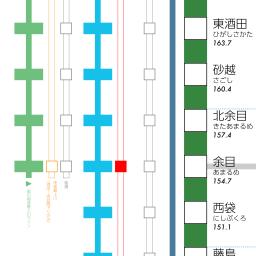 東酒田
ひがしさかた
163.7
砂越
さごし
160.4
北余目
きたあまるめ
157.4
余目
あまるめ
154.7
西袋
にしぶくろ
151.1
藤島